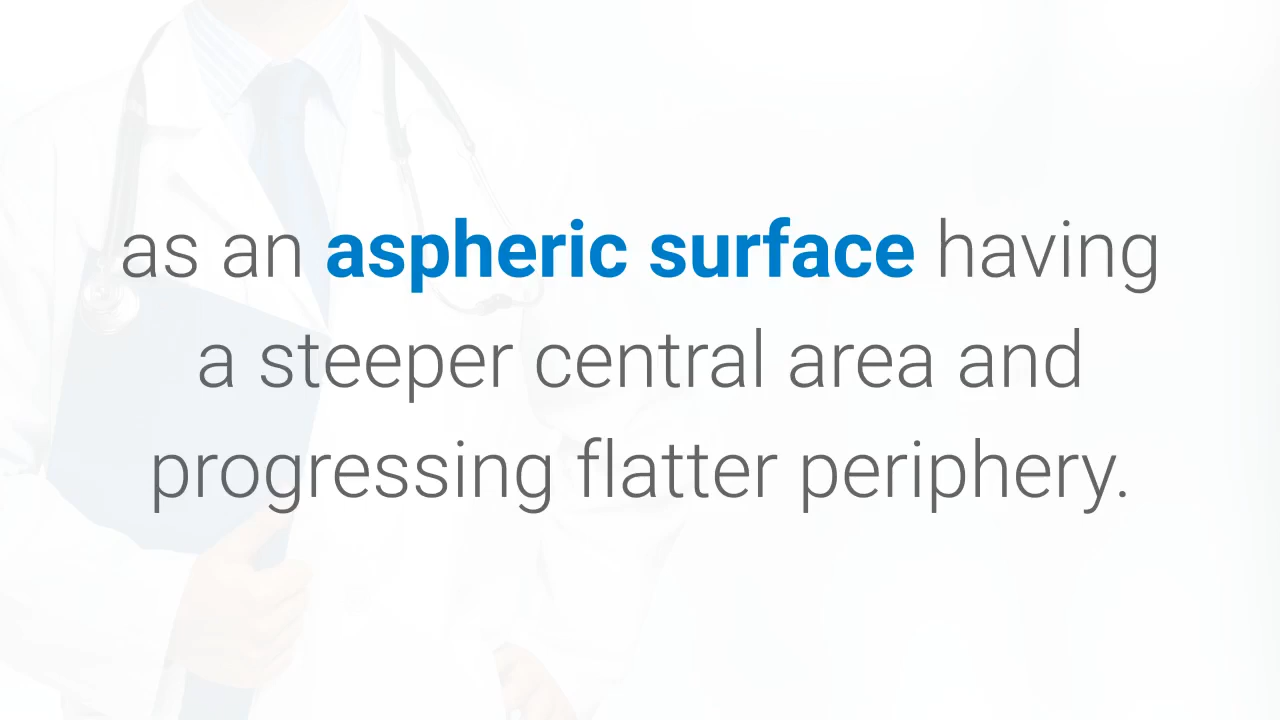 as an aspheric surface having
a steeper central area and
progressing flatter periphery.